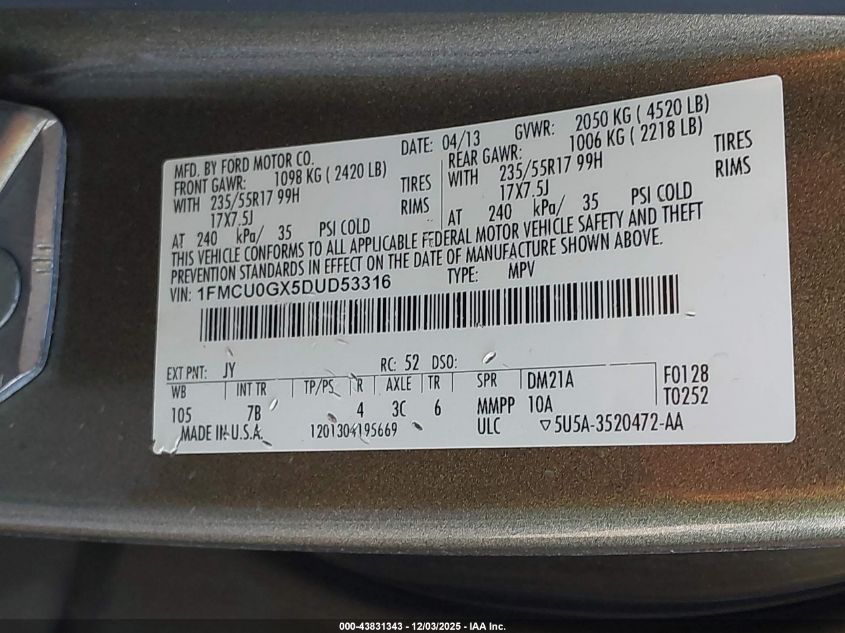 MFD. BY FORD MOTOR CO.
DATE: 04/13
GVWR: 2050 KG ( 4520 LB)
FRONT GAWR: 1098 KG ( 2420 LB)
REAR GAWR: 1006 KG ( 2218 LB)
WITH 235/55R17 99H TIRES
WITH 235/55R17 99H TIRES
17X7.5J RIMS
17X7.5J RIMS
AT 240 kPa/ 35 PSI COLD
AT 240 kPa/ 35 PSI COLD
THIS VEHICLE CONFORMS TO ALL APPLICABLE FEDERAL MOTOR VEHICLE SAFETY AND THEFT
PREVENTION STANDARDS IN EFFECT ON THE DATE OF MANUFACTURE SHOWN ABOVE.
VIN: 1FMCU0GX5DUD53316
TYPE: MPV
EXT PNT: JY RC: 52 DSO:
WB INT TR TP/PS R AXLE TR SPR DM21A F0128
105 7B 4 3C 6 MMPP 10A T0252
MADE IN U.S.A. 1201304195669 ULC ▽5U5A-3520472-AA
000-43831343 - 12/03/2025 - IAA Inc.